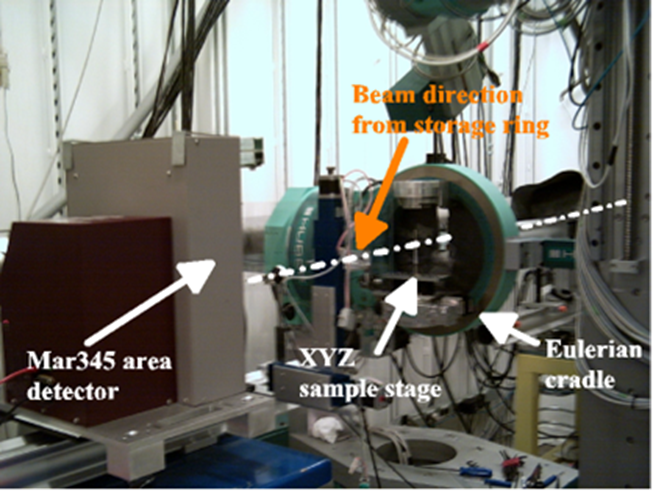 Beam direction
from storage ring
Mar345 area
detector
XYZ
sample stage
Eulerian
cradle